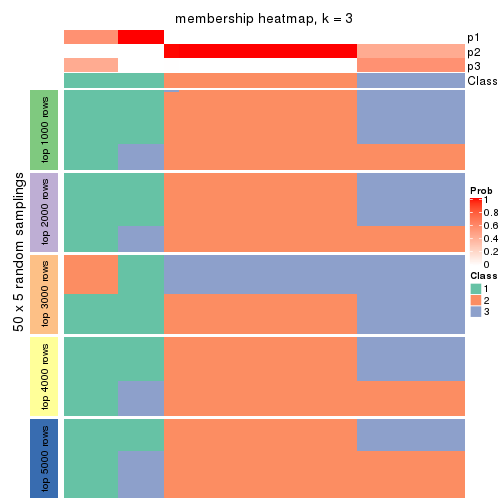 membership heatmap, k = 3
p1
p2
p3
Class
50 x 5 random samplings
top 1000 rows
top 2000 rows
top 3000 rows
top 4000 rows
top 5000 rows
Prob
1
0.8
0.6
0.4
0.2
0
Class
1
2
3